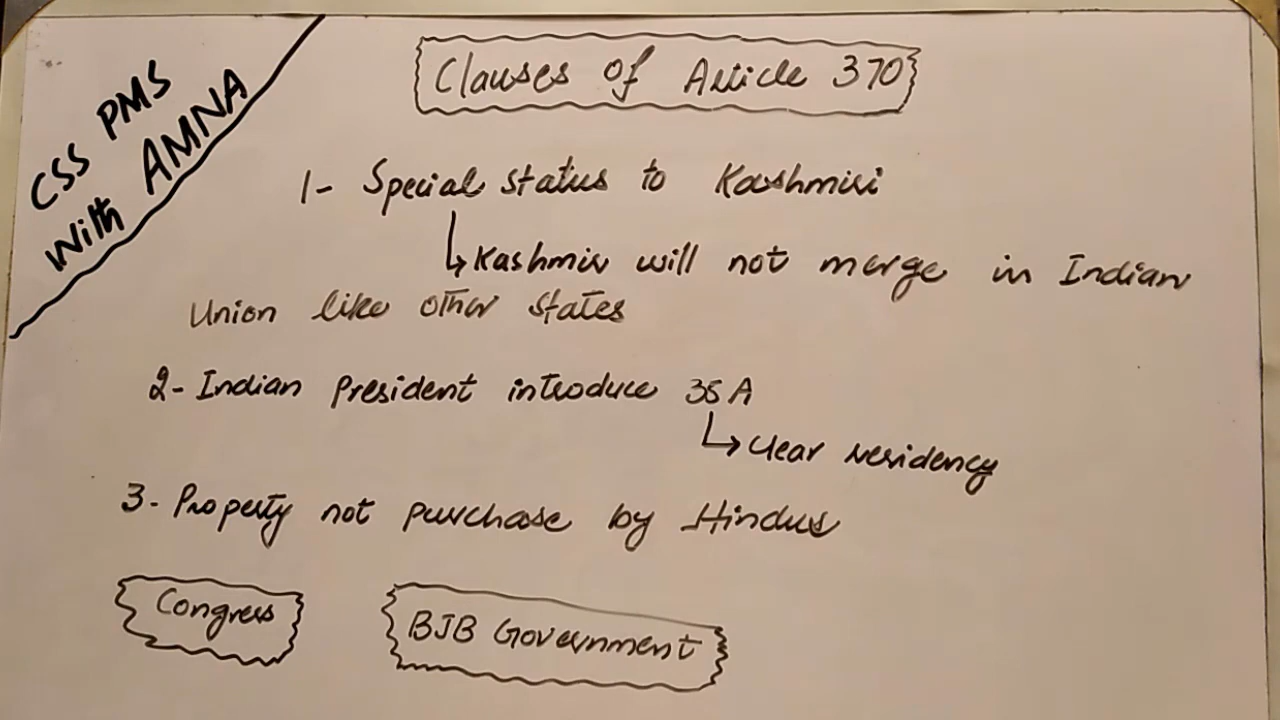 CSS PMS
With AMNA
Clauses of Article 370
1- Special status to Kashmiri
Kashmir will not merge in Indian
Union like other states
2- Indian President introduce 35 A
Clear residency
3- Property not purchase by Hindus
Congress
BJB Government